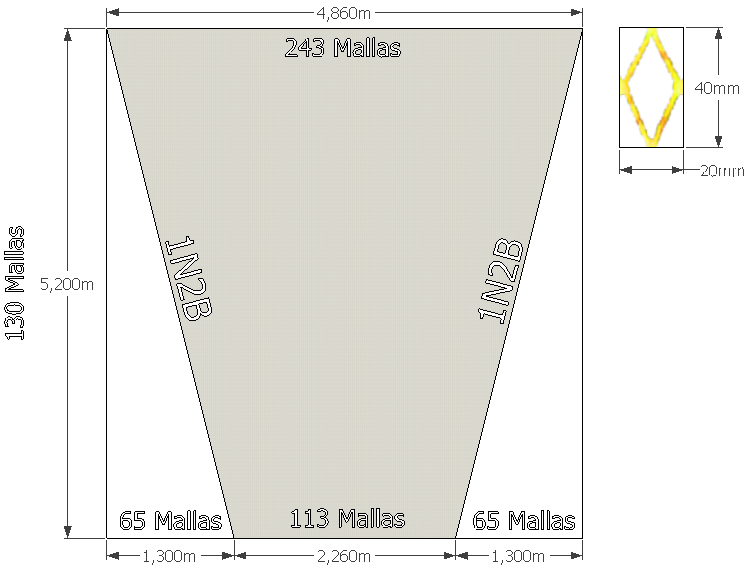 4,860m
243 Mallas
40mm
20mm
1N2B
1N2B
130 Mallas
5,200m
65 Mallas
113 Mallas
65 Mallas
1,300m
2,260m
1,300m